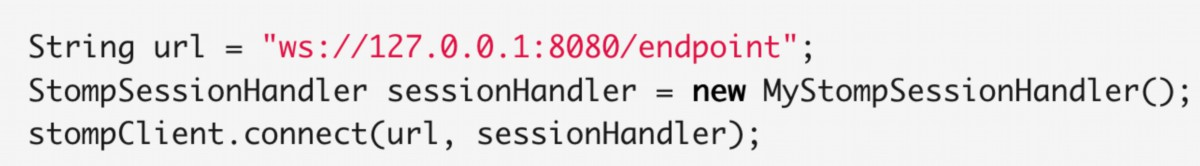 String url = "ws://127.0.0.1:8080/endpoint";
StompSessionHandler sessionHandler = new MyStompSessionHandler();
stompClient.connect(url, sessionHandler);